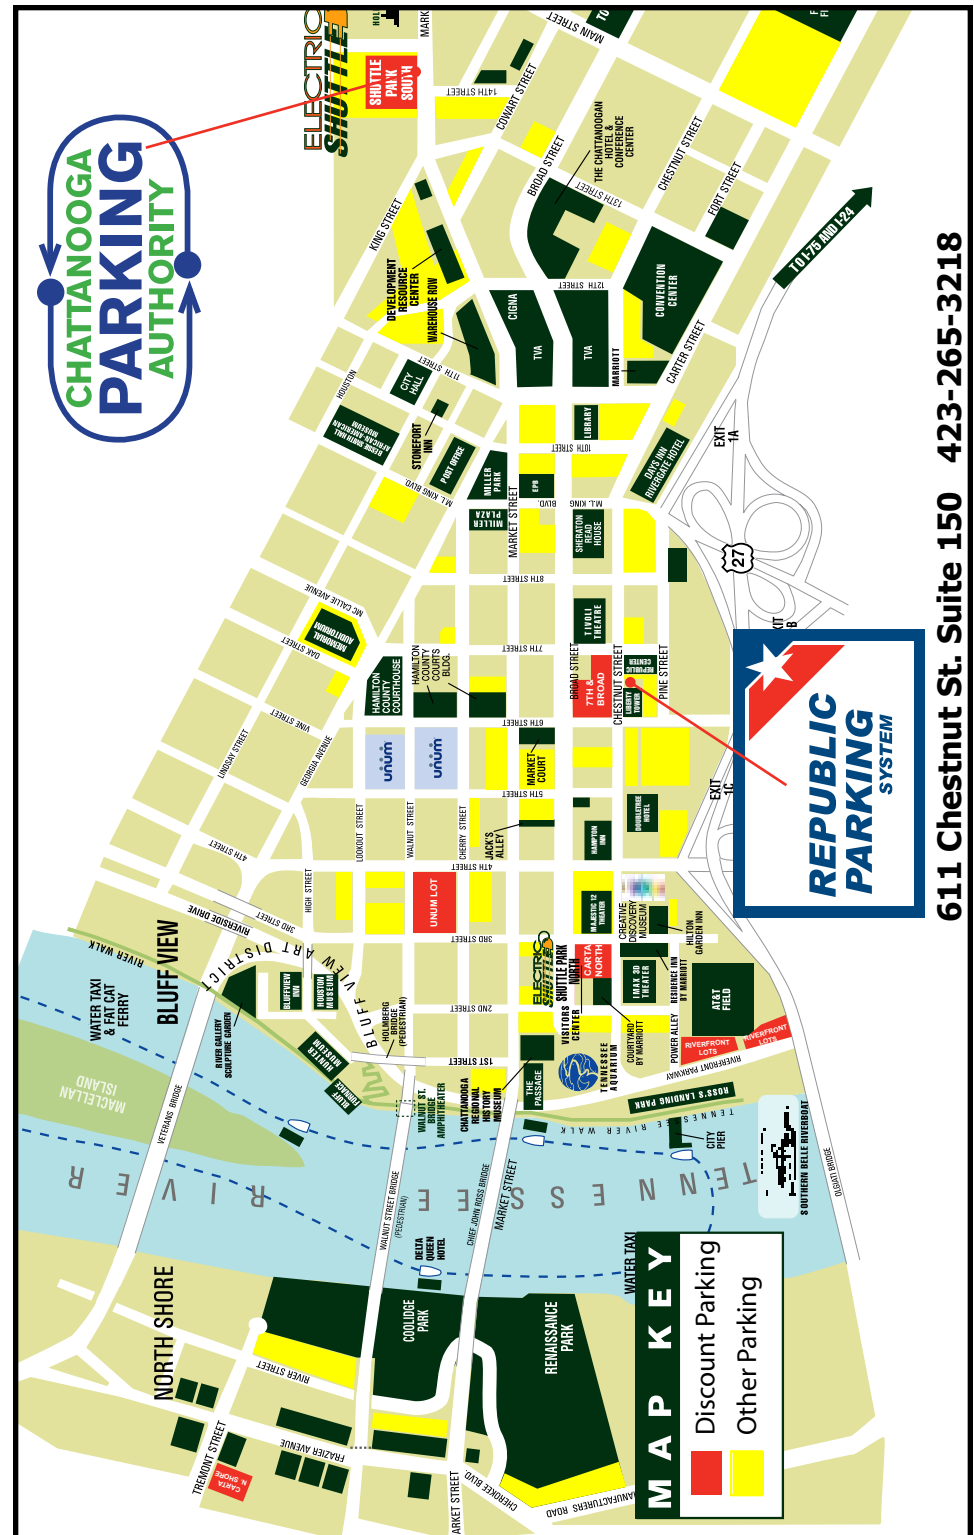 CHATTANOOGA
PARKING
AUTHORITY
ELECTRIC
SHUTTLE
SHUTTLE
PARK
SOUTH
14TH STREET
COWART STREET
MAIN STREET
BROAD STREET
THE CHATTANOOGAN
HOTEL &
CONFERENCE
CENTER
13TH STREET
CHESTNUT STREET
FORT STREET
TO I-75 AND I-24
KING STREET
DEVELOPMENT
RESOURCE
CENTER
WAREHOUSE ROW
CIGNA
TVA
TVA
12TH STREET
CONVENTION
CENTER
MARRIOTT
CARTER STREET
11TH STREET
HOUSTON
CITY
HALL
BESSIE SMITH HALL
AFRICAN-AMERICAN
MUSEUM
STONEFORT
INN
POST OFFICE
M.L. KING BLVD.
MILLER
PARK
MILLER
PLAZA
MARKET STREET
EPB
LIBRARY
10TH STREET
DAYS INN
RIVERGATE HOTEL
EXIT
1A
M.L. KING
BLVD.
SHERATON
READ
HOUSE
8TH STREET
27
MC CALLIE AVENUE
MEMORIAL
AUDITORIUM
OAK STREET
TIVOLI
THEATRE
7TH STREET
HAMILTON
COUNTY
COURTHOUSE
HAMILTON
COUNTY
COURTS
BLDG.
BROAD STREET
7TH &
BROAD
CHESTNUT STREET
REPUBLIC
CENTER
LIBERTY
TOWER
PINE STREET
6TH STREET
VINE STREET
LINDSAY STREET
GEORGIA AVENUE
unum
unum
MARKET
COURT
5TH STREET
EXIT
1C
REPUBLIC
PARKING
SYSTEM
611 Chestnut St. Suite 150 423-265-3218
LOOKOUT STREET
WALNUT STREET
CHERRY STREET
JACK'S
ALLEY
HAMPTON
INN
DOUBLETREE
HOTEL
4TH STREET
4TH STREET
HIGH STREET
UNUM LOT
MAJESTIC 12
THEATER
CREATIVE
DISCOVERY
MUSEUM
HILTON
GARDEN INN
3RD STREET
3RD STREET
RIVERSIDE DRIVE
BLUFF VIEW
BLUFF VIEW ART DISTRICT
RIVER WALK
WATER TAXI
& FAT CAT
FERRY
RIVER GALLERY
SCULPTURE GARDEN
BLUFFVIEW
INN
HOUSTON
MUSEUM
HUNTER
MUSEUM
BLUFF
FURNACE
HOLMBERG
BRIDGE
(PEDESTRIAN)
2ND STREET
1ST STREET
ELECTRIC
SHUTTLE
SHUTTLE PARK
NORTH
CARTA
NORTH
VISITORS
CENTER
IMAX 3D
THEATER
RESIDENCE INN
BY MARRIOTT
COURTYARD
BY MARRIOTT
AT&T
FIELD
POWER ALLEY
RIVERFRONT
LOTS
RIVERFRONT
LOTS
RIVERFRONT PARKWAY
TENNESSEE
AQUARIUM
THE
PASSAGE
CHATTANOOGA
REGIONAL
HISTORY
MUSEUM
WALNUT ST.
BRIDGE
AMPHITHEATER
ROSS'S LANDING PARK
TENNESSEE RIVER WALK
CITY
PIER
SOUTHERN BELLE RIVERBOAT
OLGIATI BRIDGE
MACLELLAN
ISLAND
VETERANS BRIDGE
TENNESSEE RIVER
WALNUT STREET BRIDGE
(PEDESTRIAN)
CHIEF JOHN ROSS BRIDGE
MARKET STREET
DELTA
QUEEN
HOTEL
WATER TAXI
NORTH SHORE
COOLIDGE
PARK
RENAISSANCE
PARK
RIVER STREET
FRAZIER AVENUE
TREMONT STREET
CARTA
N. SHORE
CHEROKEE BLVD.
MANUFACTURERS ROAD
MAP KEY
Discount Parking
Other Parking